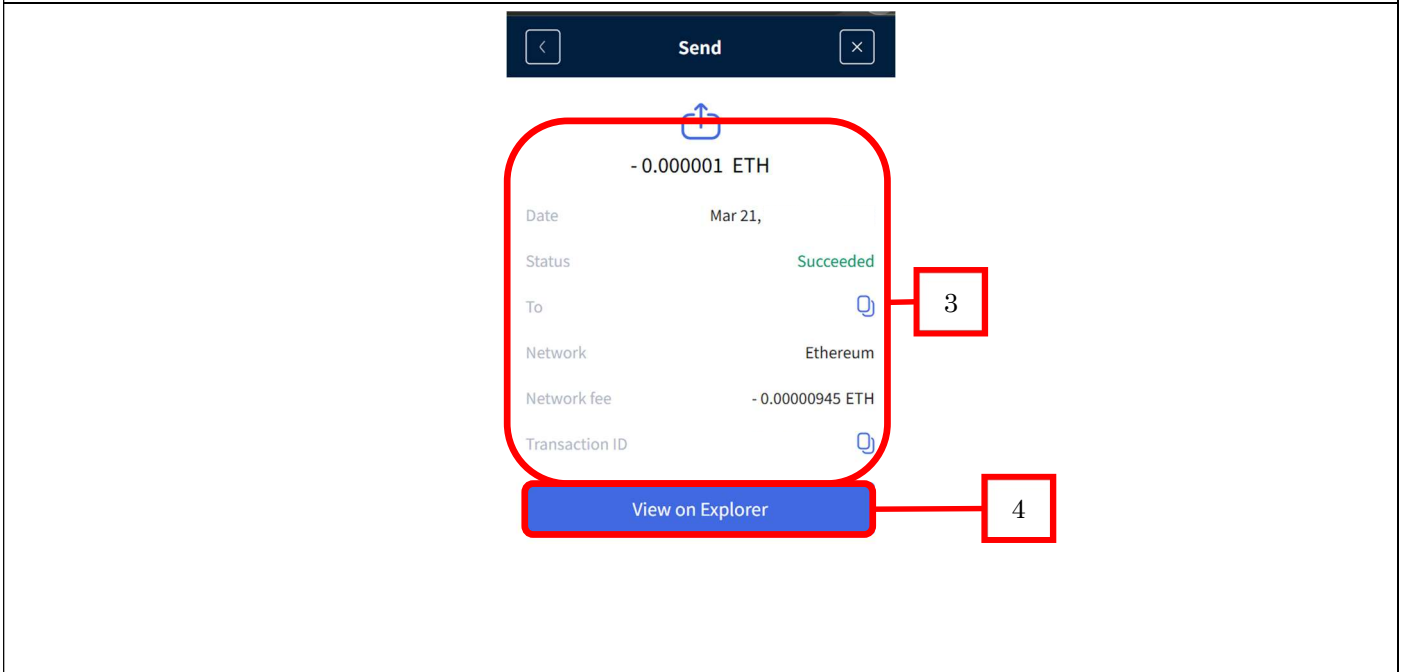 Send
- 0.000001 ETH
Date Mar 21,
Status Succeeded
To
3
Network Ethereum
Network fee - 0.00000945 ETH
Transaction ID
View on Explorer
4